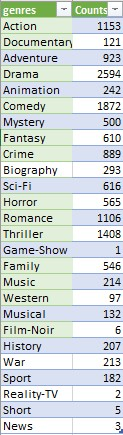 genres Counts
Action 1153
Documentary 121
Adventure 923
Drama 2594
Animation 242
Comedy 1872
Mystery 500
Fantasy 610
Crime 889
Biography 293
Sci-Fi 616
Horror 565
Romance 1106
Thriller 1408
Game-Show 1
Family 546
Music 214
Western 97
Musical 132
Film-Noir 6
History 207
War 213
Sport 182
Reality-TV 2
Short 5
News 3